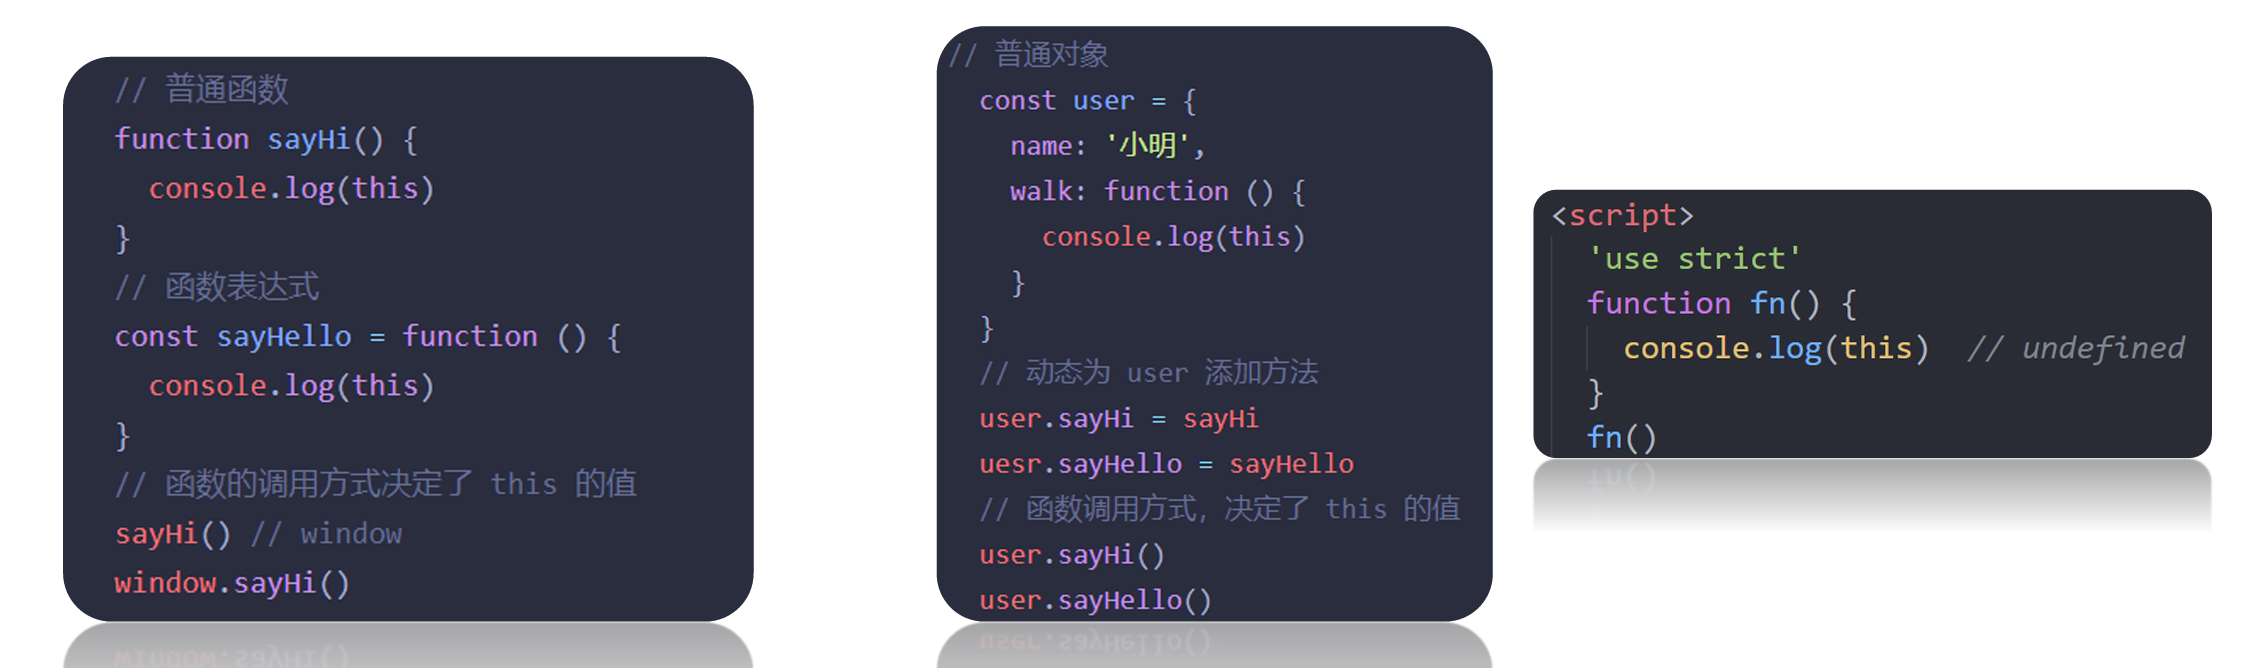 // 普通函数
function sayHi() {
  console.log(this)
}
// 函数表达式
const sayHello = function () {
  console.log(this)
}
// 函数的调用方式决定了 this 的值
sayHi() // window
window.sayHi()
// 普通对象
const user = {
  name: '小明',
  walk: function () {
    console.log(this)
  }
}
// 动态为 user 添加方法
user.sayHi = sayHi
uesr.sayHello = sayHello
// 函数调用方式，决定了 this 的值
user.sayHi()
user.sayHello()
<script>
  'use strict'
  function fn() {
    console.log(this)  // undefined
  }
  fn()